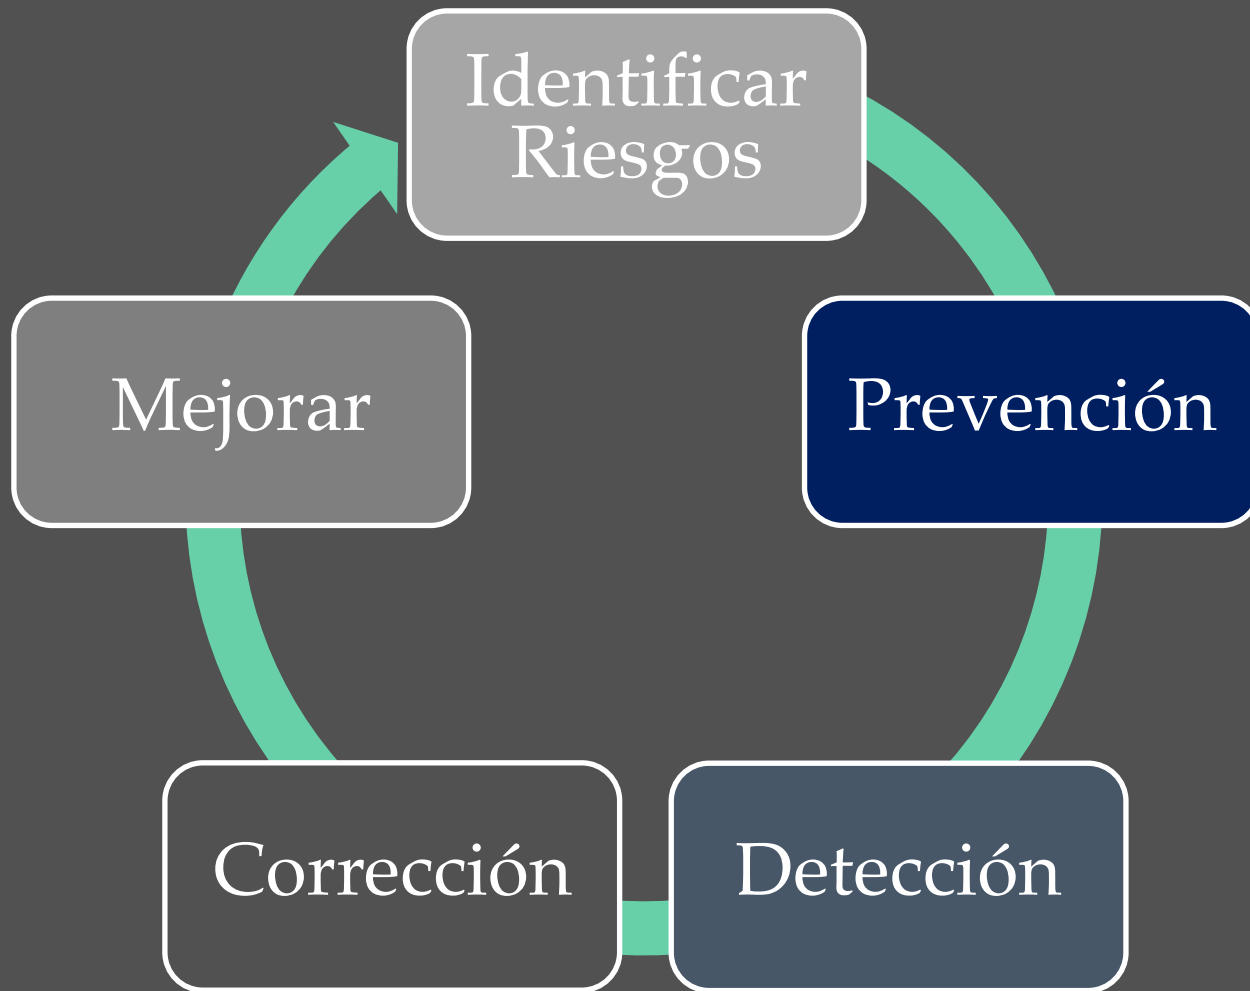 Identificar
Riesgos
Prevención
Detección
Corrección
Mejorar